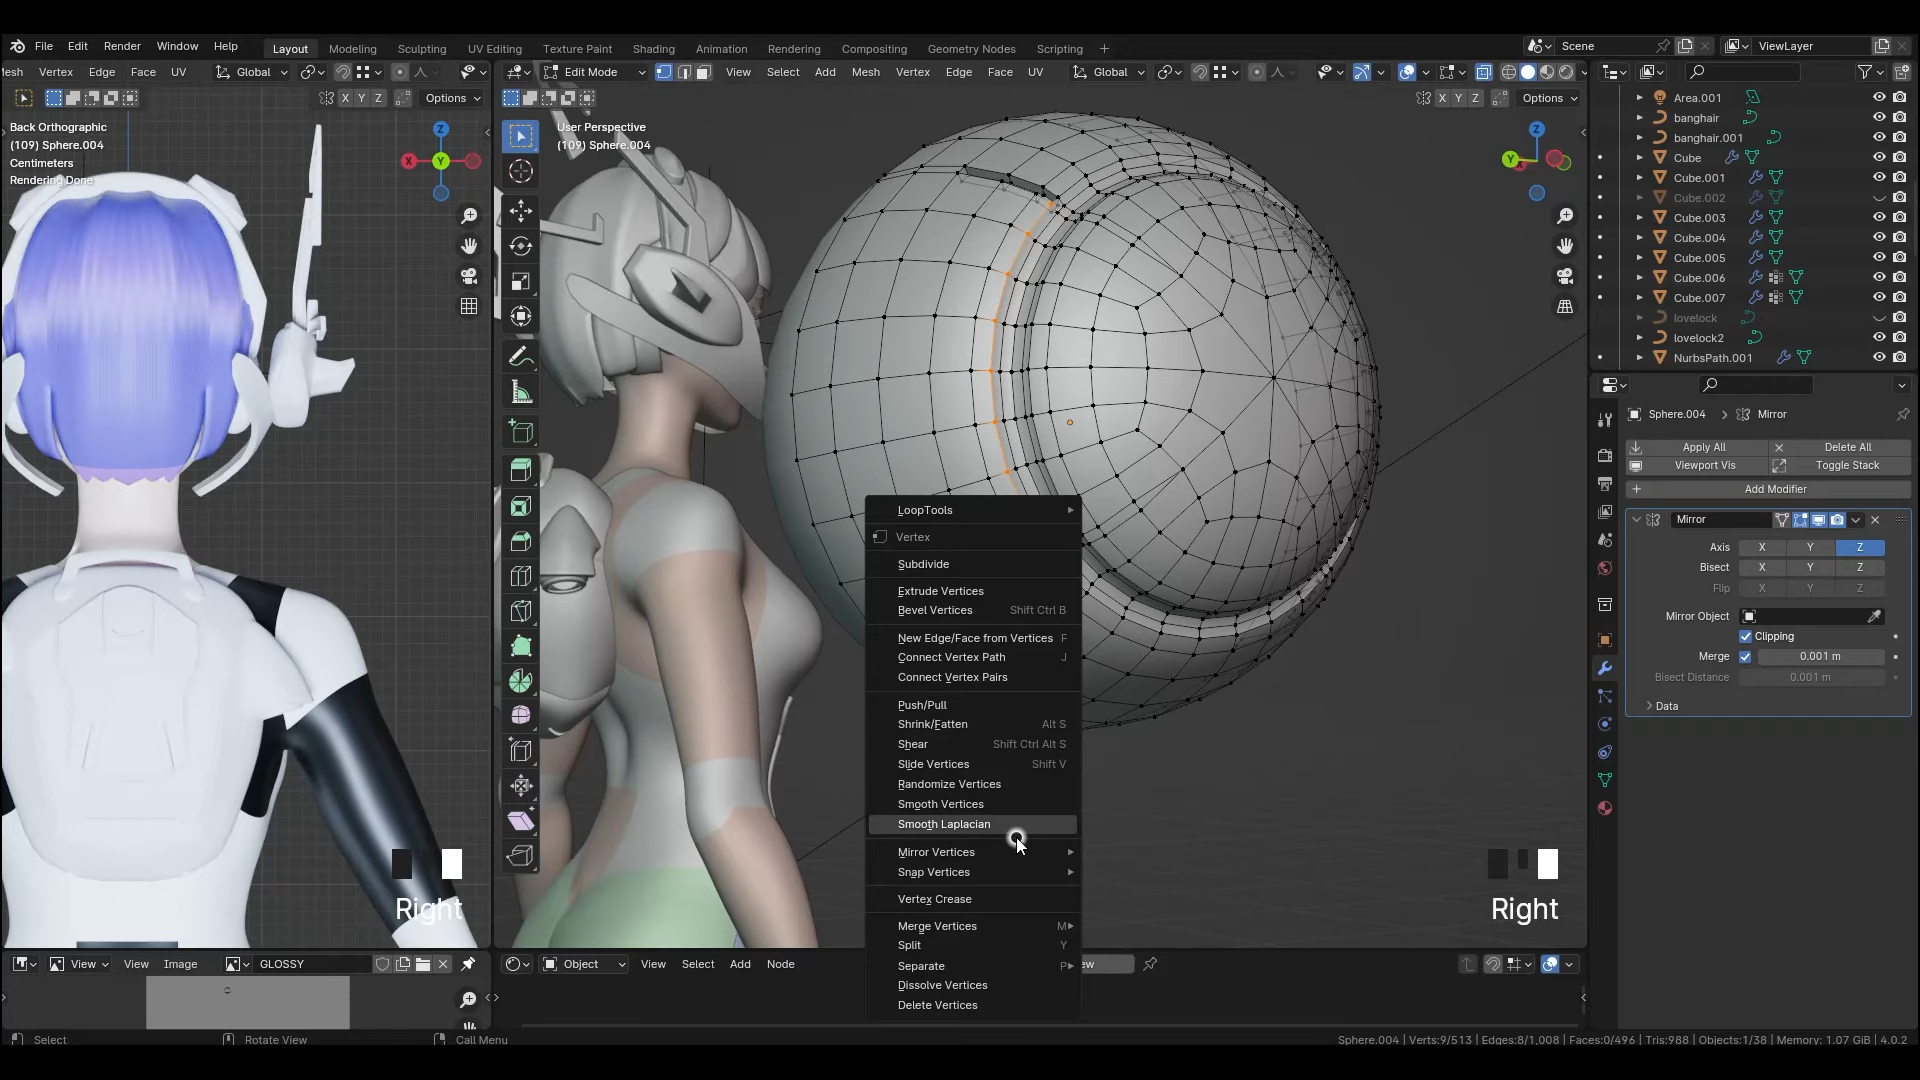 File Edit Render Window Help Layout Modeling Sculpting UV Editing Texture Paint Shading Animation Rendering Compositing Geometry Nodes Scripting + Scene ViewLayer
esh Vertex Edge Face UV Global Edit Mode View Select Add Mesh Vertex Edge Face UV Global
X Y Z Options X Y Z Options
Back Orthographic
(109) Sphere.004
Centimeters
Rendering Done
Z
X
Y
User Perspective
(109) Sphere.004
Z
Y
X
Area.001
banghair
banghair.001
Cube
Cube.001
Cube.002
Cube.003
Cube.004
Cube.005
Cube.006
Cube.007
lovelock
lovelock2
NurbsPath.001
Sphere.004 > Mirror
Apply All Delete All
Viewport Vis Toggle Stack
+ Add Modifier
Mirror
Axis X Y Z
Bisect X Y Z
Flip X Y Z
Mirror Object
Clipping
Merge 0.001 m
Bisect Distance 0.001 m
Data
LoopTools
Vertex
Subdivide
Extrude Vertices
Bevel Vertices Shift Ctrl B
New Edge/Face from Vertices F
Connect Vertex Path J
Connect Vertex Pairs
Push/Pull
Shrink/Fatten Alt S
Shear Shift Ctrl Alt S
Slide Vertices Shift V
Randomize Vertices
Smooth Vertices
Smooth Laplacian
Mirror Vertices
Snap Vertices
Vertex Crease
Merge Vertices M
Split Y
Separate P
Dissolve Vertices
Delete Vertices
Right
Right
View View Image GLOSSY Object View Select Add Node ew
Select Rotate View Call Menu Sphere.004 | Verts:9/513 | Edges:8/1,008 | Faces:0/496 | Tris:988 | Objects:1/38 | Memory: 1.07 GiB | 4.0.2